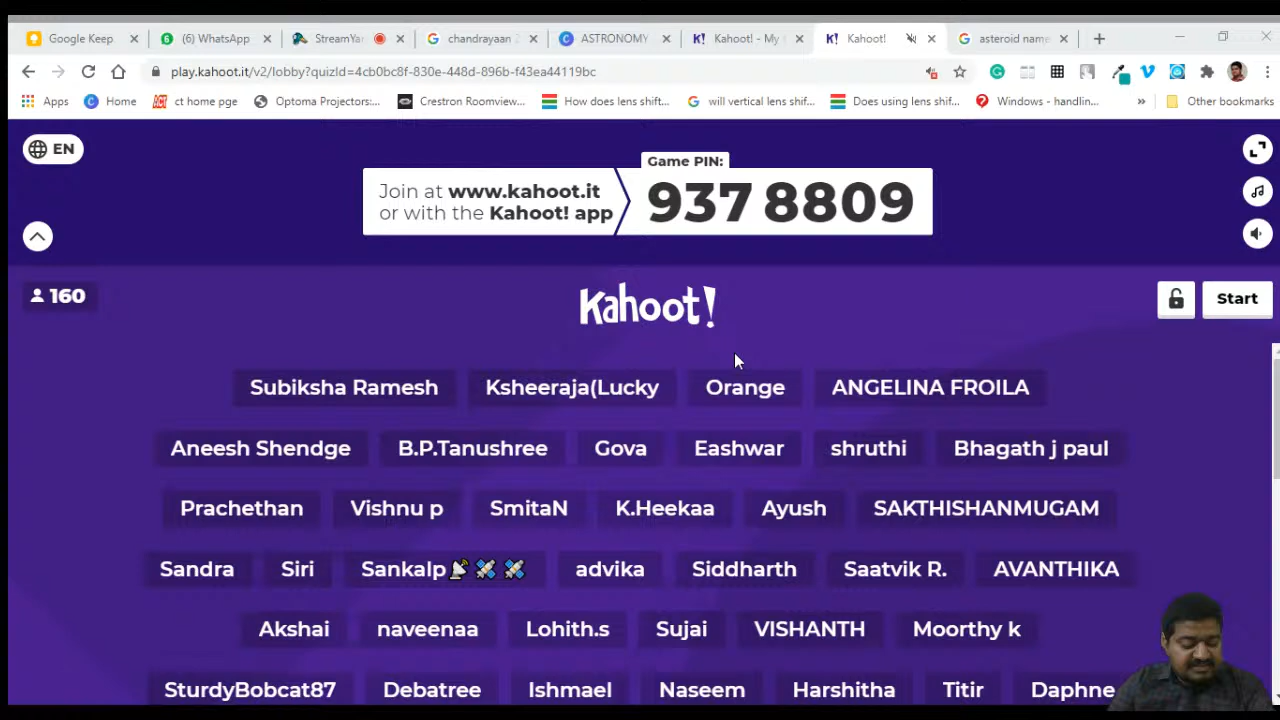 Google Keep
(6) WhatsApp
StreamYar
chandrayaan 2
ASTRONOMY
Kahoot! - My
Kahoot!
asteroid name
play.kahoot.it/v2/lobby?quizId=4cb0bc8f-830e-448d-896b-f43ea44119bc
Apps
Home
ct home pge
Optoma Projectors:...
Crestron Roomview...
How does lens shift...
will vertical lens shif...
Does using lens shif...
Windows - handlin...
»
Other bookmarks
EN
Game PIN:
Join at www.kahoot.it
or with the Kahoot! app
937 8809
160
Kahoot!
Start
Subiksha Ramesh Ksheeraja(Lucky Orange ANGELINA FROILA
Aneesh Shendge B.P.Tanushree Gova Eashwar shruthi Bhagath j paul
Prachethan Vishnu p SmitaN K.Heekaa Ayush SAKTHISHANMUGAM
Sandra Siri Sankalp📡🛰️🛰️ advika Siddharth Saatvik R. AVANTHIKA
Akshai naveenaa Lohith.s Sujai VISHANTH Moorthy k
SturdyBobcat87 Debatree Ishmael Naseem Harshitha Titir Daphne